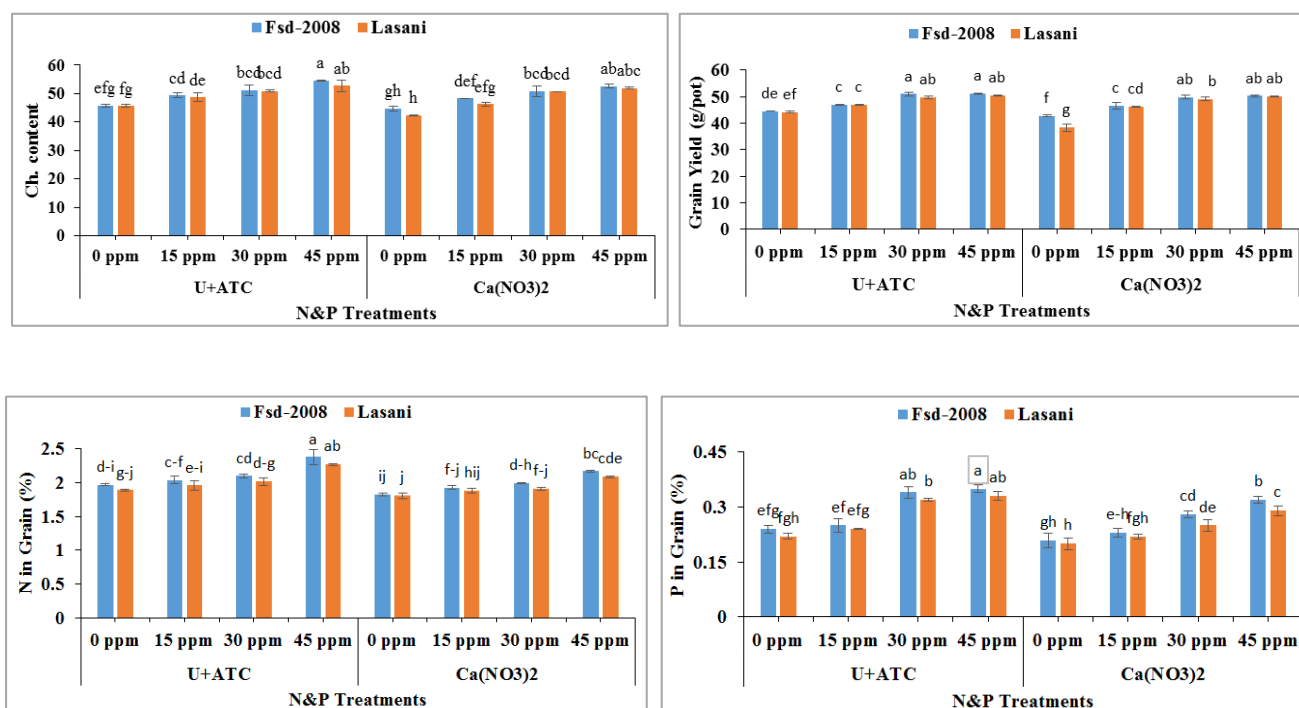 Fsd-2008 Lasani
Ch. content
60
50
40
30
20
10
0
efg fg cd de bcd bcd a ab gh h def efg bcd bcd ab abc
0 ppm 15 ppm 30 ppm 45 ppm 0 ppm 15 ppm 30 ppm 45 ppm
U+ATC Ca(NO3)2
N&P Treatments
Fsd-2008 Lasani
Grain Yield (g/pot)
60
50
40
30
20
10
0
de ef c c a ab a ab f g c cd ab b ab ab
0 ppm 15 ppm 30 ppm 45 ppm 0 ppm 15 ppm 30 ppm 45 ppm
U+ATC Ca(NO3)2
N&P Treatments
Fsd-2008 Lasani
N in Grain (%)
2.5
2
1.5
1
0.5
0
d-i g-j c-f e-i cd d-g a ab ij j f-j hij d-h f-j bc cde
0 ppm 15 ppm 30 ppm 45 ppm 0 ppm 15 ppm 30 ppm 45 ppm
U+ATC Ca(NO3)2
N&P Treatments
Fsd-2008 Lasani
P in Grain (%)
0.45
0.3
0.15
0
efg fgh ef efg ab b a ab gh h e-h fgh cd de b c
0 ppm 15 ppm 30 ppm 45 ppm 0 ppm 15 ppm 30 ppm 45 ppm
U+ATC Ca(NO3)2
N&P Treatments